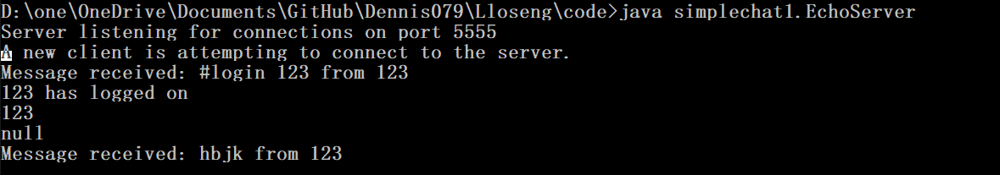 D:\one\OneDrive\Documents\GitHub\Dennis079\Lloseng\code>java simplechat1.EchoServer
Server listening for connections on port 5555
A new client is attempting to connect to the server.
Message received: #login 123 from 123
123 has logged on
123
null
Message received: hbjk from 123